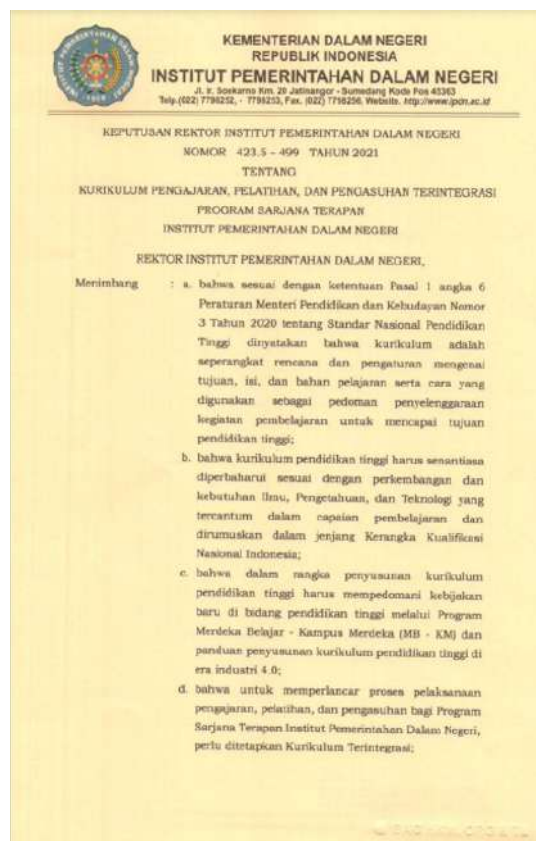 KEMENTERIAN DALAM NEGERI
REPUBLIK INDONESIA
INSTITUT PEMERINTAHAN DALAM NEGERI
Jl. Ir. Soekarno Km. 20 Jatinangor - Sumedang Kode Pos 45363
Telp.(022) 7798252, - 7798253, Fax. (022) 7798256, Website. http://www.ipdn.ac.id
KEPUTUSAN REKTOR INSTITUT PEMERINTAHAN DALAM NEGERI
NOMOR 423.5 - 499 TAHUN 2021
TENTANG
KURIKULUM PENGAJARAN, PELATIHAN, DAN PENGASUHAN TERINTEGRASI
PROGRAM SARJANA TERAPAN
INSTITUT PEMERINTAHAN DALAM NEGERI
REKTOR INSTITUT PEMERINTAHAN DALAM NEGERI,
Menimbang : a. bahwa sesuai dengan ketentuan Pasal 1 angka 6
Peraturan Menteri Pendidikan dan Kebudayan Nomor
3 Tahun 2020 tentang Standar Nasional Pendidikan
Tinggi dinyatakan bahwa kurikulum adalah
seperangkat rencana dan pengaturan mengenai
tujuan, isi, dan bahan pelajaran serta cara yang
digunakan sebagai pedoman penyelenggaraan
kegiatan pembelajaran untuk mencapai tujuan
pendidikan tinggi;
b. bahwa kurikulum pendidikan tinggi harus senantiasa
diperbaharui sesuai dengan perkembangan dan
kebutuhan Ilmu, Pengetahuan, dan Teknologi yang
tercantum dalam capaian pembelajaran dan
dirumuskan dalam jenjang Kerangka Kualifikasi
Nasional Indonesia;
c. bahwa dalam rangka penyusunan kurikulum
pendidikan tinggi harus mempedomani kebijakan
baru di bidang pendidikan tinggi melalui Program
Merdeka Belajar - Kampus Merdeka (MB - KM) dan
panduan penyusunan kurikulum pendidikan tinggi di
era industri 4.0;
d. bahwa untuk memperlancar proses pelaksanaan
pengajaran, pelatihan, dan pengasuhan bagi Program
Sarjana Terapan Institut Pemerintahan Dalam Negeri,
perlu ditetapkan Kurikulum Terintegrasi;